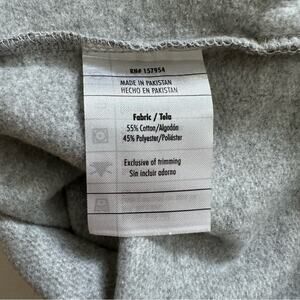 RN# 157954
MADE IN PAKISTAN
HECHO EN PAKISTAN
Fabric / Tela
55% Cotton/Algodón
45% Polyester/Poliéster
Exclusive of trimming
Sin incluir adorno